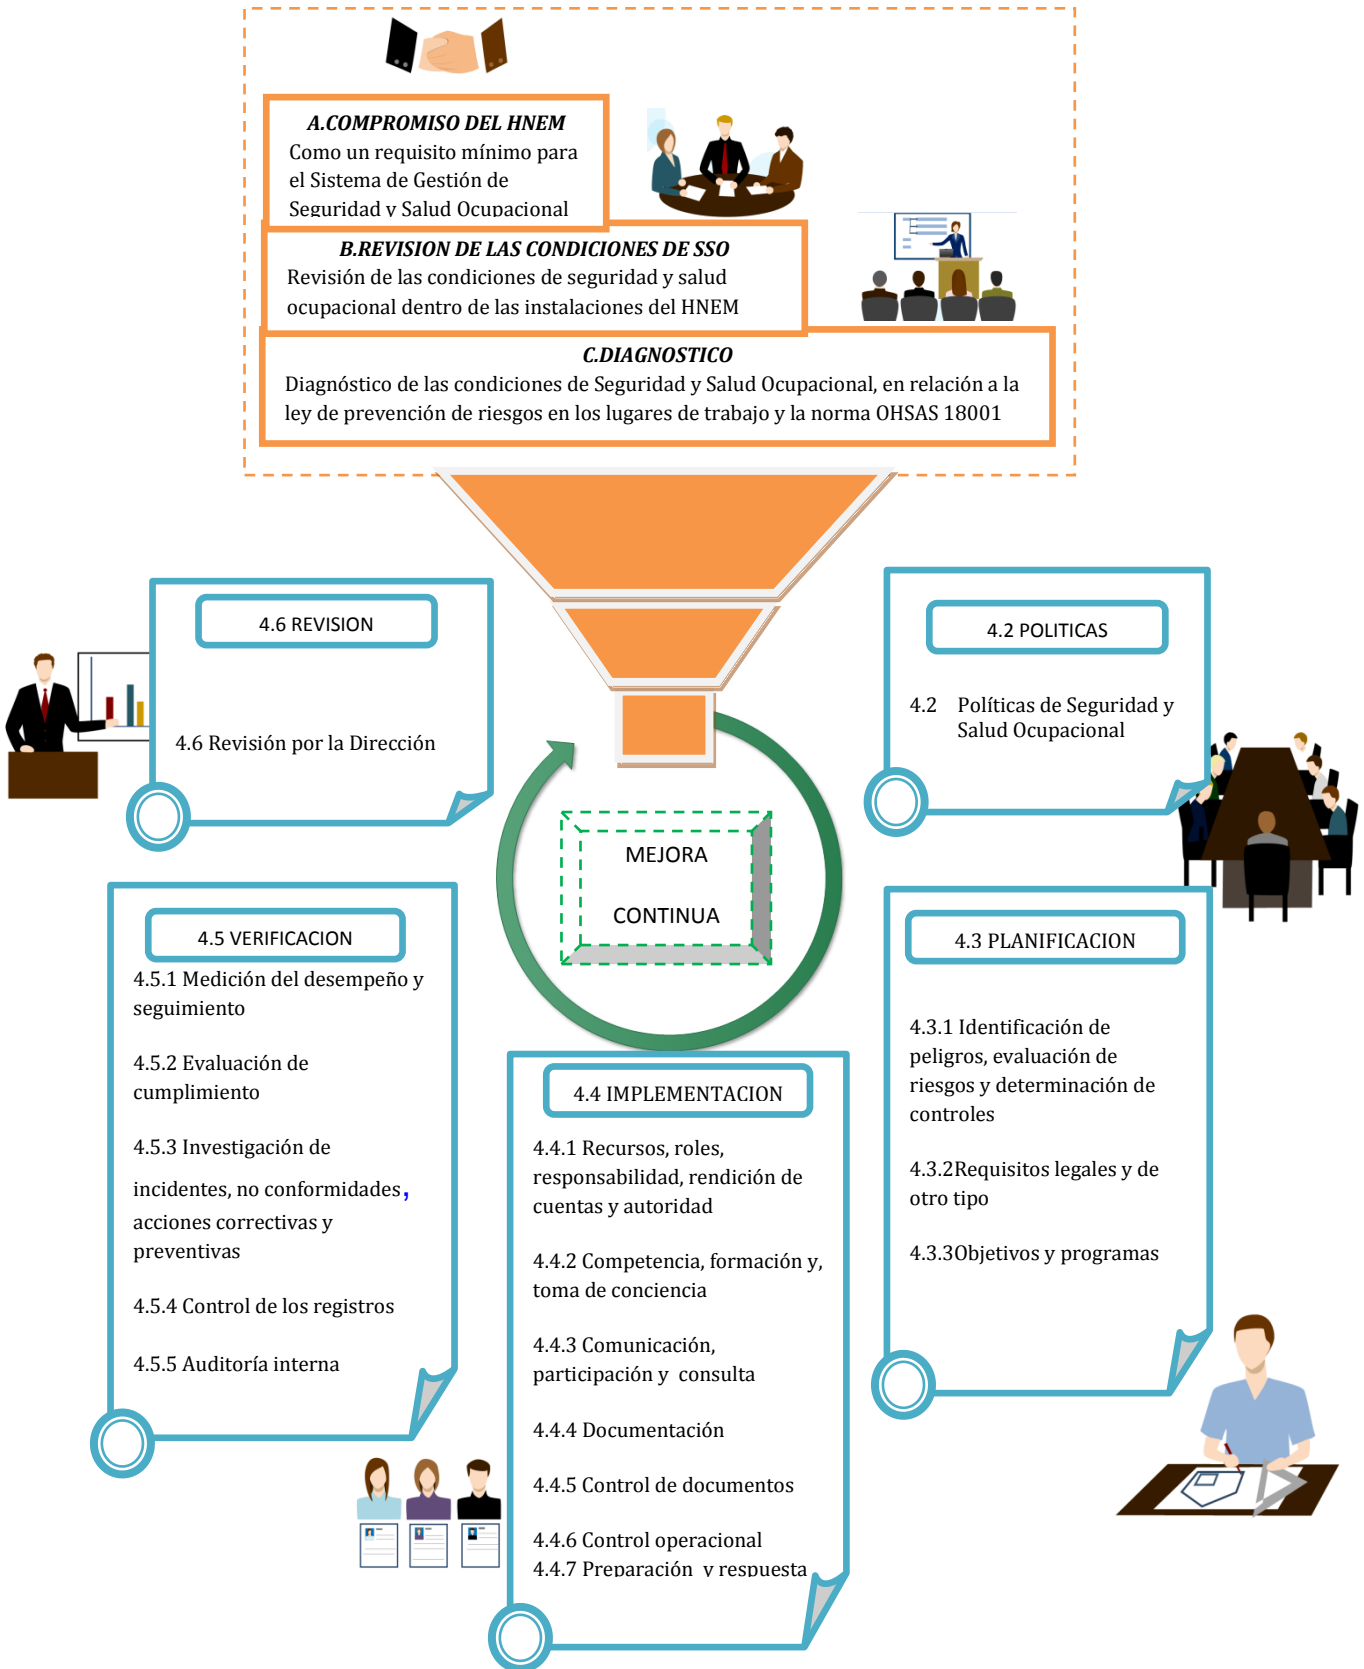 A.COMPROMISO DEL HNEM
Como un requisito mínimo para
el Sistema de Gestión de
Seguridad y Salud Ocupacional
B.REVISION DE LAS CONDICIONES DE SSO
Revisión de las condiciones de seguridad y salud
ocupacional dentro de las instalaciones del HNEM
C.DIAGNOSTICO
Diagnóstico de las condiciones de Seguridad y Salud Ocupacional, en relación a la
ley de prevención de riesgos en los lugares de trabajo y la norma OHSAS 18001
4.2 POLITICAS
4.2 Políticas de Seguridad y
Salud Ocupacional
4.3 PLANIFICACION
4.3.1 Identificación de
peligros, evaluación de
riesgos y determinación de
controles
4.3.2Requisitos legales y de
otro tipo
4.3.3Objetivos y programas
4.4 IMPLEMENTACION
4.4.1 Recursos, roles,
responsabilidad, rendición de
cuentas y autoridad
4.4.2 Competencia, formación y,
toma de conciencia
4.4.3 Comunicación,
participación y consulta
4.4.4 Documentación
4.4.5 Control de documentos
4.4.6 Control operacional
4.4.7 Preparación y respuesta
4.5 VERIFICACION
4.5.1 Medición del desempeño y
seguimiento
4.5.2 Evaluación de
cumplimiento
4.5.3 Investigación de
incidentes, no conformidades,
acciones correctivas y
preventivas
4.5.4 Control de los registros
4.5.5 Auditoría interna
4.6 REVISION
4.6 Revisión por la Dirección
MEJORA
CONTINUA